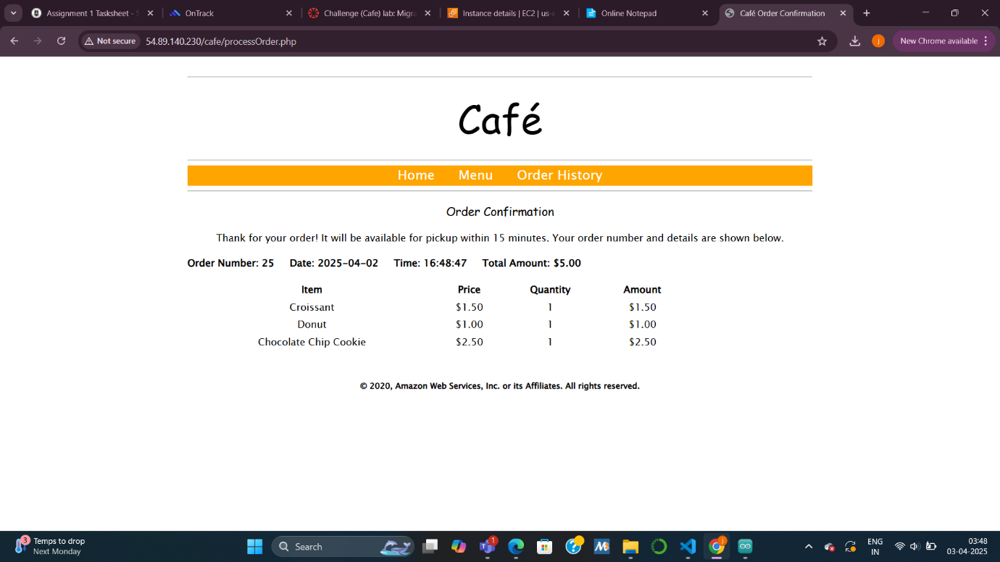 Assignment 1 Tasksheet - S
OnTrack
Challenge (Cafe) lab: Migra
Instance details | EC2 | us-e
Online Notepad
Café Order Confirmation
Not secure
54.89.140.230/cafe/processOrder.php
j
New Chrome available
Café
Home Menu Order History
Order Confirmation
Thank for your order! It will be available for pickup within 15 minutes. Your order number and details are shown below.
Order Number: 25 Date: 2025-04-02 Time: 16:48:47 Total Amount: $5.00
Item Price Quantity Amount
Croissant $1.50 1 $1.50
Donut $1.00 1 $1.00
Chocolate Chip Cookie $2.50 1 $2.50
© 2020, Amazon Web Services, Inc. or its Affiliates. All rights reserved.
3
Temps to drop
Next Monday
Search
1
ENG
IN
03:48
03-04-2025